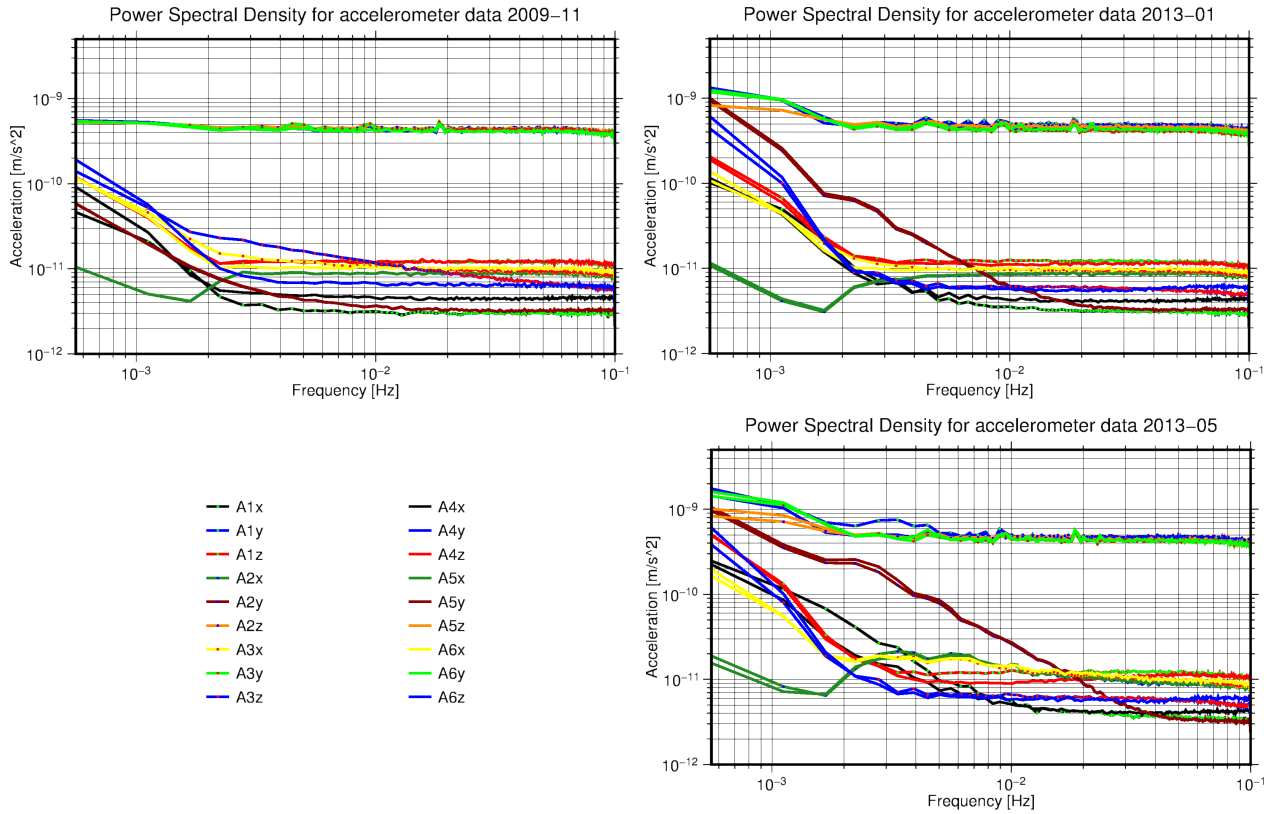 Power Spectral Density for accelerometer data 2009−11
10⁻⁹
10⁻¹⁰
10⁻¹¹
10⁻¹²
Acceleration [m/s^2]
10⁻³
10⁻²
10⁻¹
Frequency [Hz]
Power Spectral Density for accelerometer data 2013−01
10⁻⁹
10⁻¹⁰
10⁻¹¹
10⁻¹²
Acceleration [m/s^2]
10⁻³
10⁻²
10⁻¹
Frequency [Hz]
A1x
A1y
A1z
A2x
A2y
A2z
A3x
A3y
A3z
A4x
A4y
A4z
A5x
A5y
A5z
A6x
A6y
A6z
Power Spectral Density for accelerometer data 2013−05
10⁻⁹
10⁻¹⁰
10⁻¹¹
10⁻¹²
Acceleration [m/s^2]
10⁻³
10⁻²
10⁻¹
Frequency [Hz]